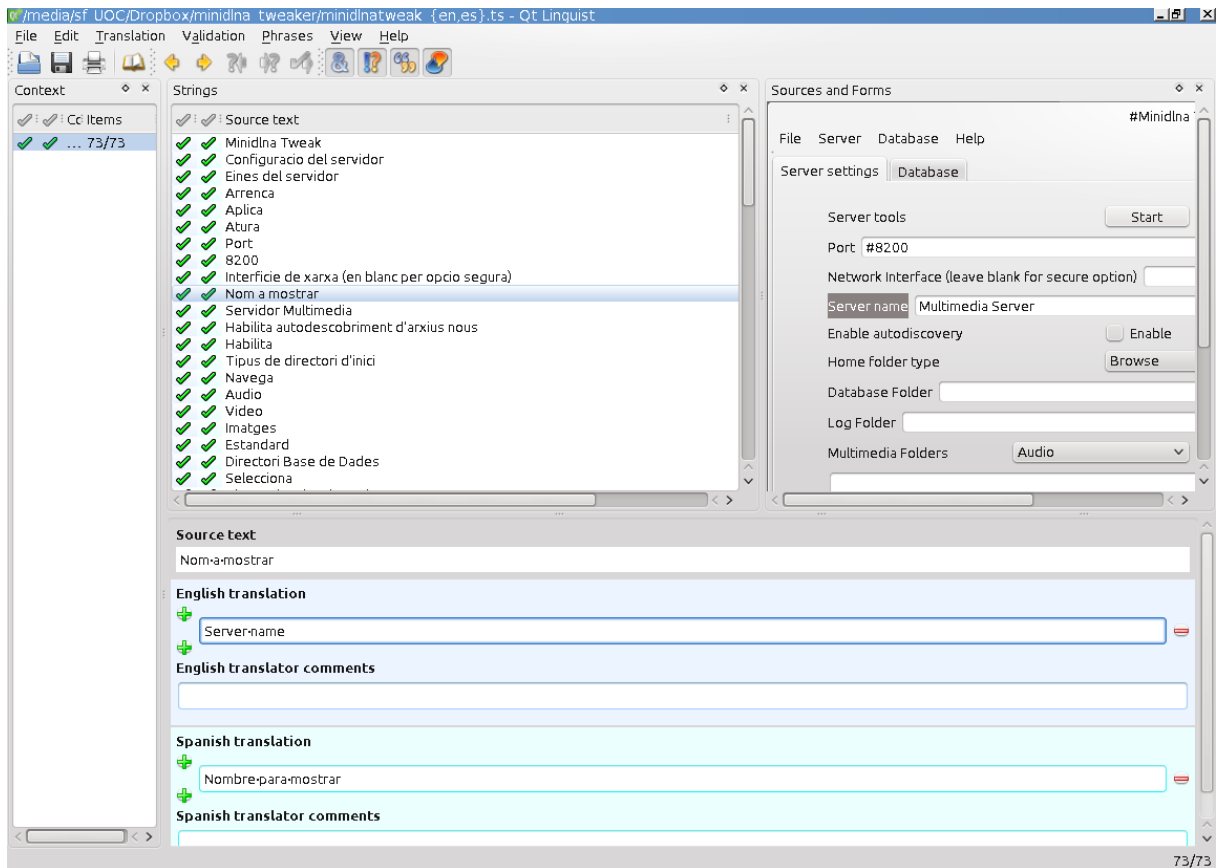 /media/sf_UOC/Dropbox/minidlna_tweaker/minidlnatweak_{en,es}.ts - Qt Linquist
File Edit Translation Validation Phrases View Help
Context
Items
... 73/73
Strings
Source text
Minidlna Tweak
Configuracio del servidor
Eines del servidor
Arrenca
Aplica
Atura
Port
8200
Interficie de xarxa (en blanc per opcio segura)
Nom a mostrar
Servidor Multimedia
Habilita autodescobriment d'arxius nous
Habilita
Tipus de directori d'inici
Navega
Audio
Video
Imatges
Estandard
Directori Base de Dades
Selecciona
Sources and Forms
#Minidlna
File Server Database Help
Server settings Database
Server tools Start
Port #8200
Network Interface (leave blank for secure option)
Server name Multimedia Server
Enable autodiscovery Enable
Home folder type Browse
Database Folder
Log Folder
Multimedia Folders Audio
Source text
Nom·a·mostrar
English translation
Server·name
English translator comments
Spanish translation
Nombre·para·mostrar
Spanish translator comments
73/73